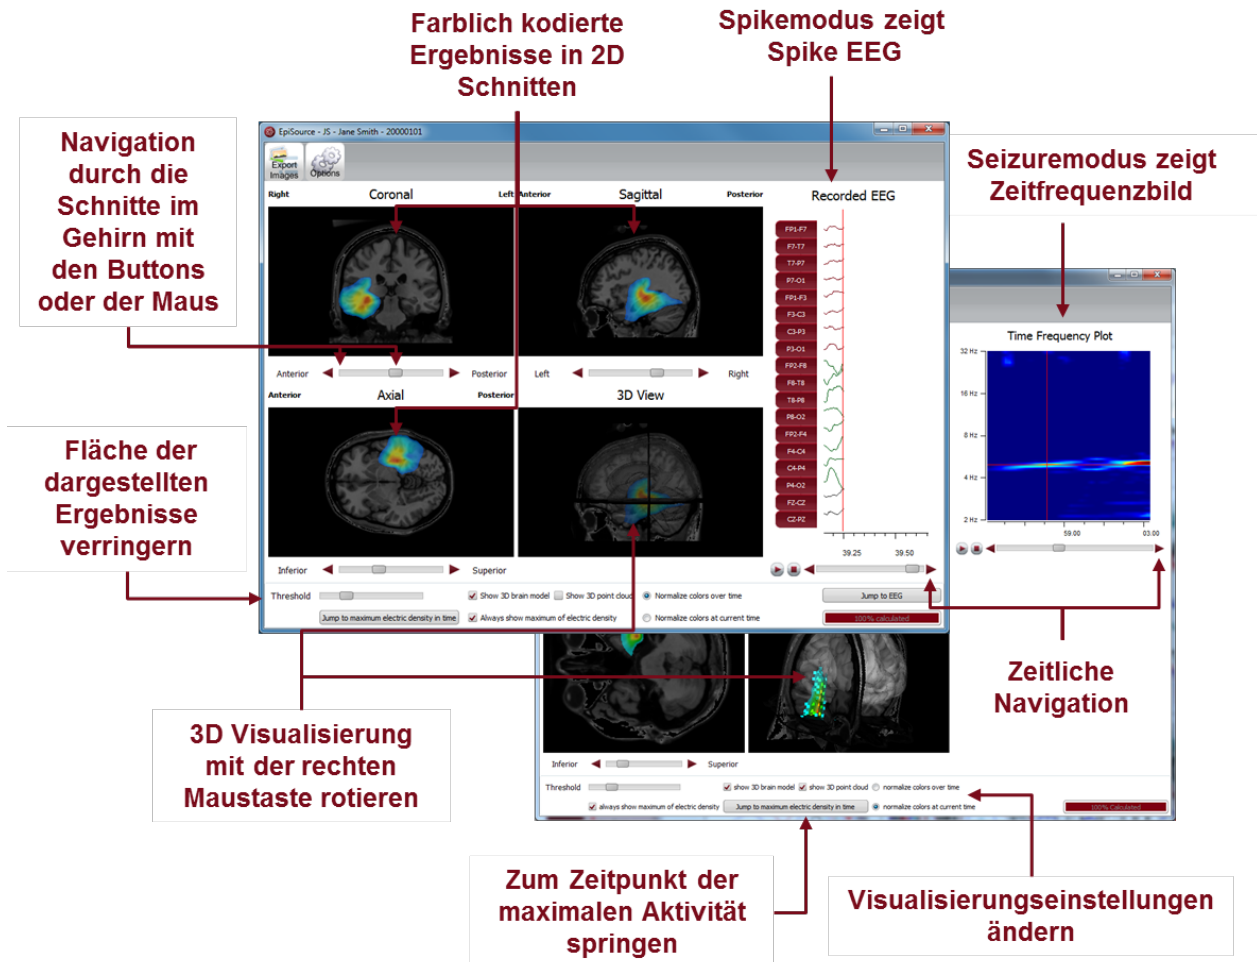 Farblich kodierte
Ergebnisse in 2D
Schnitten
Spikemodus zeigt
Spike EEG
Navigation
durch die
Schnitte im
Gehirn mit
den Buttons
oder der Maus
Seizuremodus zeigt
Zeitfrequenzbild
EpiSource - JS - Jane Smith - 20000101
Export
Images
Options
Right
Coronal
Left
Anterior
Sagittal
Posterior
Recorded EEG
FP1-F7
F7-T7
T7-P7
P7-O1
FP1-F3
F3-C3
C3-P3
P3-O1
FP2-F8
F8-T8
T8-P8
P8-O2
FP2-F4
F4-C4
C4-P4
P4-O2
FZ-CZ
CZ-PZ
39.25
39.50
Anterior
Posterior
Left
Right
Anterior
Axial
Posterior
3D View
Inferior
Superior
Time Frequency Plot
32 Hz
16 Hz
8 Hz
4 Hz
2 Hz
59.00
03.00
Fläche der
dargestellten
Ergebnisse
verringern
Threshold
Show 3D brain model
Show 3D point cloud
Normalize colors over time
Jump to EEG
Jump to maximum electric density in time
Always show maximum of electric density
Normalize colors at current time
100% calculated
Zeitliche
Navigation
3D Visualisierung
mit der rechten
Maustaste rotieren
Inferior
Superior
Threshold
show 3D brain model
show 3D point cloud
normalize colors over time
always show maximum of electric density
Jump to maximum electric density in time
normalize colors at current time
100% Calculated
Zum Zeitpunkt der
maximalen Aktivität
springen
Visualisierungseinstellungen
ändern